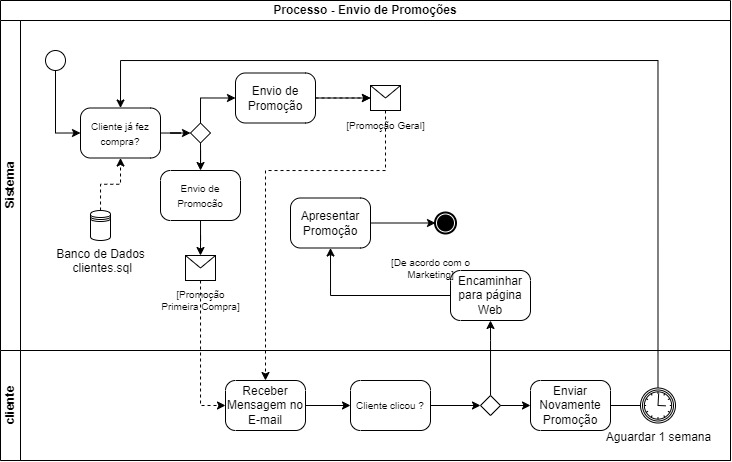 Processo - Envio de Promoções
Sistema
Envio de
Promoção
Cliente já fez
compra?
[Promoção Geral]
Envio de
Promocão
Apresentar
Promoção
Banco de Dados
clientes.sql
[De acordo com o
Marketing]
Encaminhar
para página
Web
[Promoção
Primeira Compra]
cliente
Receber
Mensagem no
E-mail
Cliente clicou ?
Enviar
Novamente
Promoção
Aguardar 1 semana